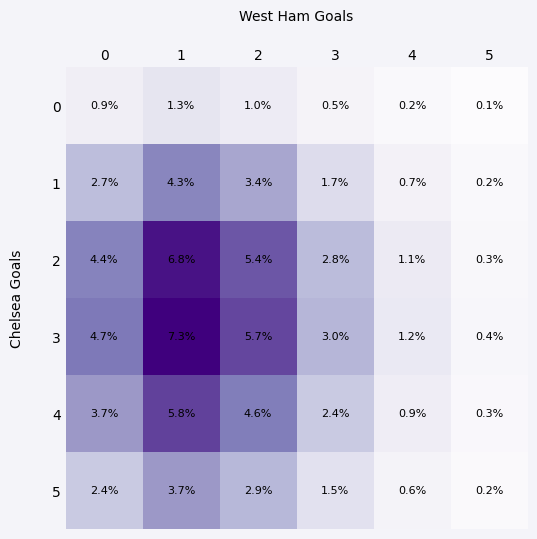 West Ham Goals
0 1 2 3 4 5
0 0.9% 1.3% 1.0% 0.5% 0.2% 0.1%
1 2.7% 4.3% 3.4% 1.7% 0.7% 0.2%
2 4.4% 6.8% 5.4% 2.8% 1.1% 0.3%
Chelsea Goals
3 4.7% 7.3% 5.7% 3.0% 1.2% 0.4%
4 3.7% 5.8% 4.6% 2.4% 0.9% 0.3%
5 2.4% 3.7% 2.9% 1.5% 0.6% 0.2%